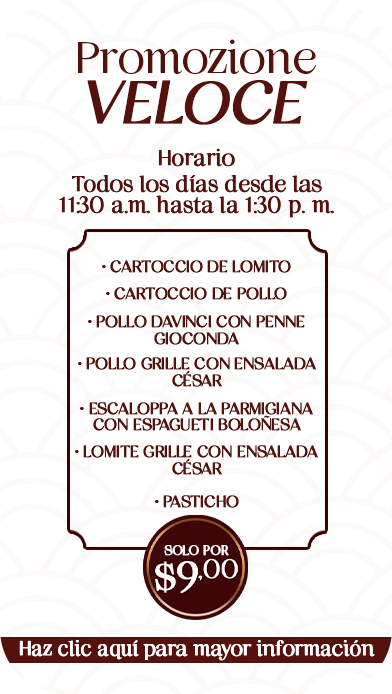 Promozione
VELOCE
Horario
Todos los días desde las
11:30 a.m. hasta la 1:30 p. m.
• CARTOCCIO DE LOMITO
• CARTOCCIO DE POLLO
• POLLO DAVINCI CON PENNE
GIOCONDA
• POLLO GRILLE CON ENSALADA
CÉSAR
• ESCALOPPA A LA PARMIGIANA
CON ESPAGUETI BOLOÑESA
• LOMITE GRILLE CON ENSALADA
CÉSAR
• PASTICHO
SOLO POR
$9,00
Haz clic aquí para mayor información